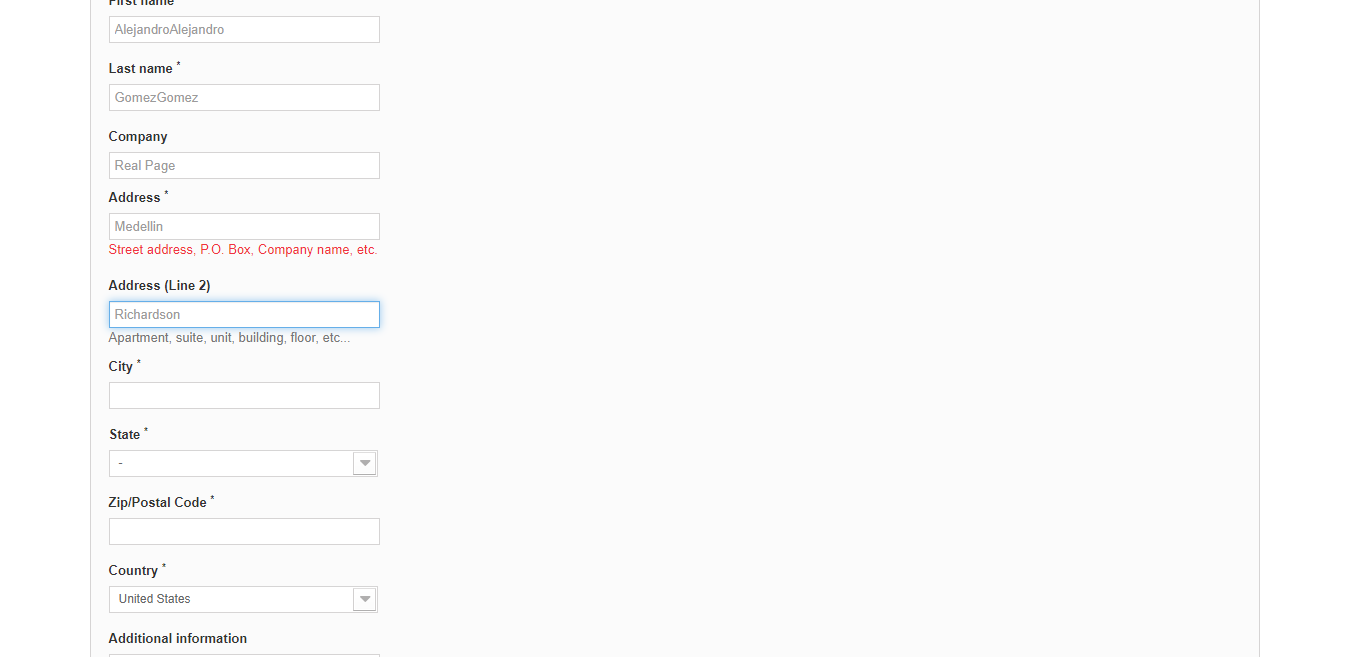 First name
AlejandroAlejandro
Last name *
GomezGomez
Company
Real Page
Address *
Medellin
Street address, P.O. Box, Company name, etc.
Address (Line 2)
Richardson
Apartment, suite, unit, building, floor, etc...
City *
State *
-
Zip/Postal Code *
Country *
United States
Additional information